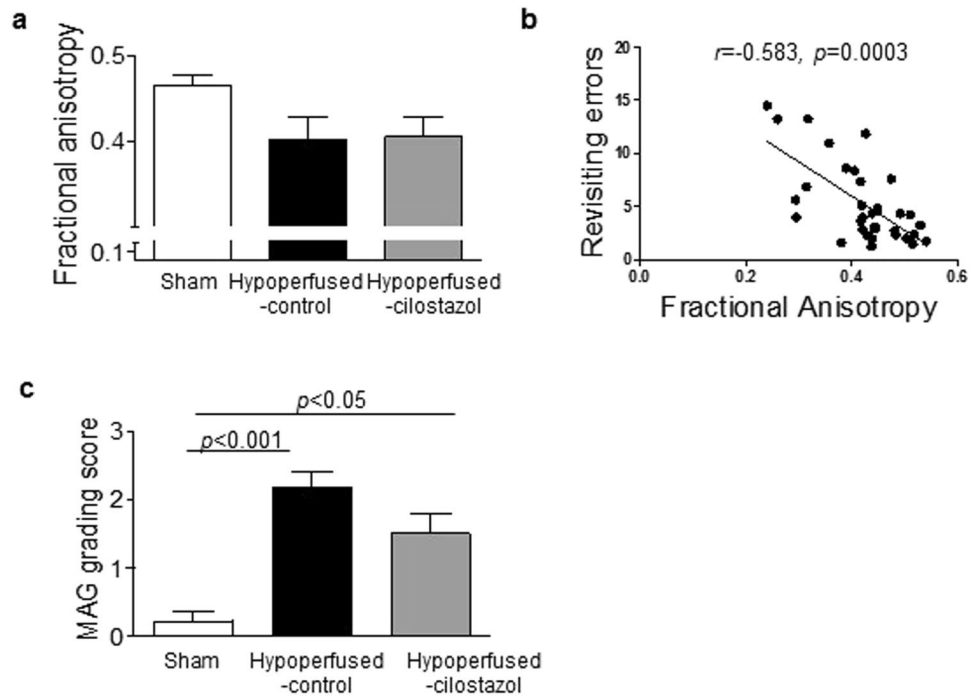 a
Fractional anisotropy
0.5
0.4
0.1
Sham
Hypoperfused
-control
Hypoperfused
-cilostazol
b
r=-0.583, p=0.0003
Revisiting errors
20
15
10
5
0
0.0
0.2
0.4
0.6
Fractional Anisotropy
c
p<0.05
p<0.001
MAG grading score
3
2
1
0
Sham
Hypoperfused
-control
Hypoperfused
-cilostazol